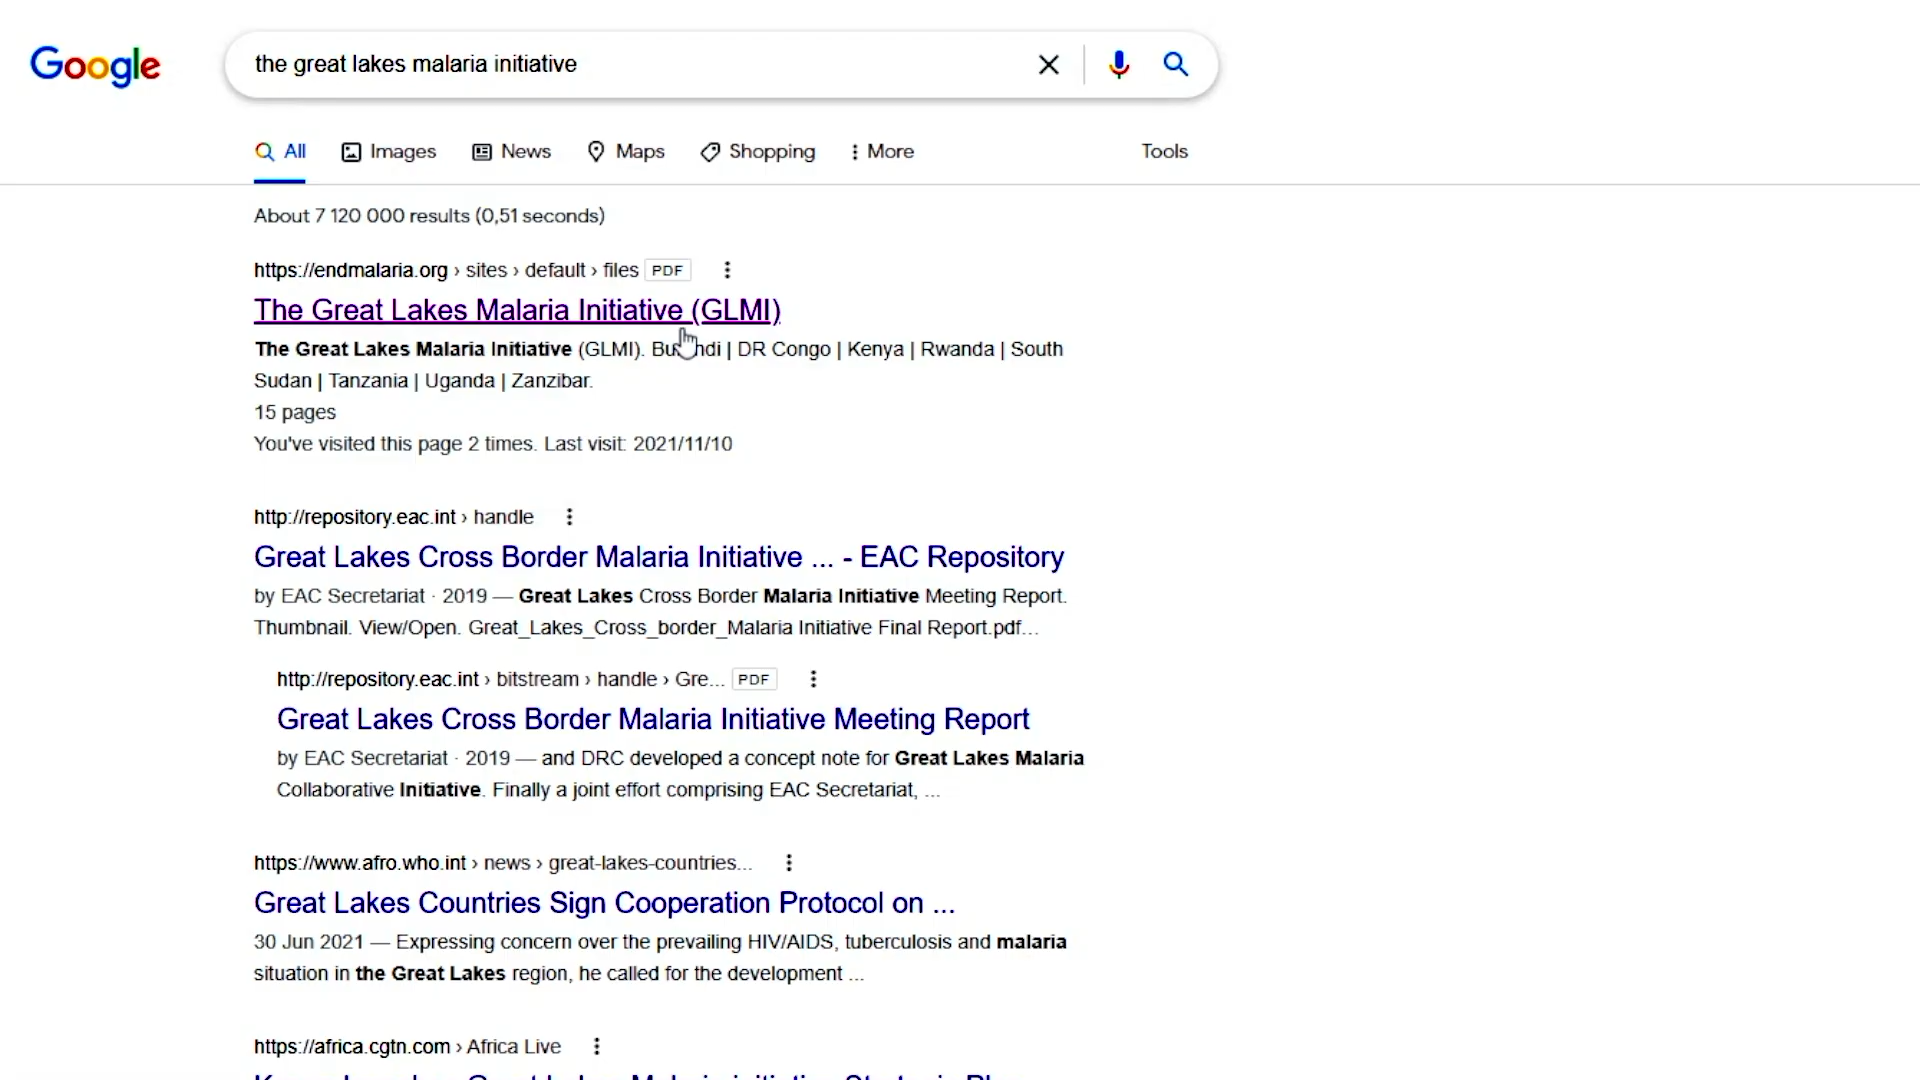 Google
the great lakes malaria initiative
All Images News Maps Shopping More Tools
About 7 120 000 results (0,51 seconds)
https://endmalaria.org › sites › default › files PDF
The Great Lakes Malaria Initiative (GLMI)
The Great Lakes Malaria Initiative (GLMI). Burundi | DR Congo | Kenya | Rwanda | South
Sudan | Tanzania | Uganda | Zanzibar.
15 pages
You've visited this page 2 times. Last visit: 2021/11/10
http://repository.eac.int › handle
Great Lakes Cross Border Malaria Initiative ... - EAC Repository
by EAC Secretariat · 2019 — Great Lakes Cross Border Malaria Initiative Meeting Report.
Thumbnail. View/Open. Great_Lakes_Cross_border_Malaria Initiative Final Report.pdf...
http://repository.eac.int › bitstream › handle › Gre... PDF
Great Lakes Cross Border Malaria Initiative Meeting Report
by EAC Secretariat · 2019 — and DRC developed a concept note for Great Lakes Malaria
Collaborative Initiative. Finally a joint effort comprising EAC Secretariat, ...
https://www.afro.who.int › news › great-lakes-countries...
Great Lakes Countries Sign Cooperation Protocol on ...
30 Jun 2021 — Expressing concern over the prevailing HIV/AIDS, tuberculosis and malaria
situation in the Great Lakes region, he called for the development ...
https://africa.cgtn.com › Africa Live